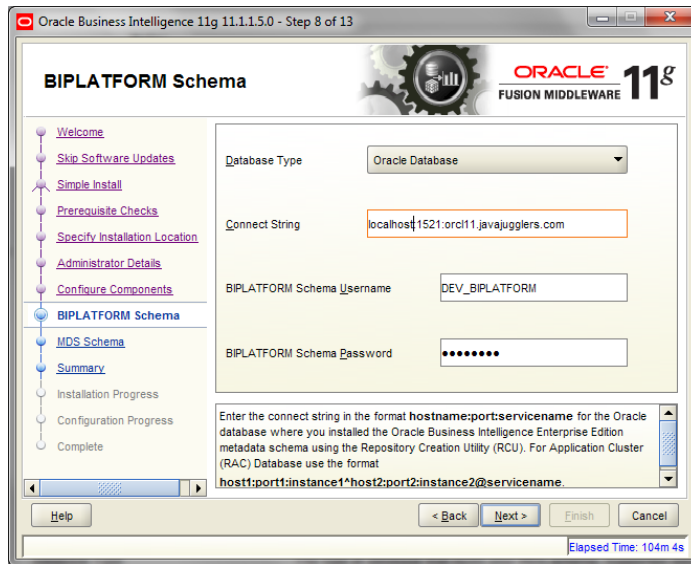 Oracle Business Intelligence 11g 11.1.1.5.0 - Step 8 of 13
BIPLATFORM Schema
ORACLE
FUSION MIDDLEWARE
11g
Welcome
Skip Software Updates
Simple Install
Prerequisite Checks
Specify Installation Location
Administrator Details
Configure Components
BIPLATFORM Schema
MDS Schema
Summary
Installation Progress
Configuration Progress
Complete
Database Type
Oracle Database
Connect String
localhost:1521:orcl11.javajugglers.com
BIPLATFORM Schema Username
DEV_BIPLATFORM
BIPLATFORM Schema Password
●●●●●●●●
Enter the connect string in the format hostname:port:servicename for the Oracle
database where you installed the Oracle Business Intelligence Enterprise Edition
metadata schema using the Repository Creation Utility (RCU). For Application Cluster
(RAC) Database use the format
host1:port1:instance1^host2:port2:instance2@servicename.
Help
< Back
Next >
Finish
Cancel
Elapsed Time: 104m 4s